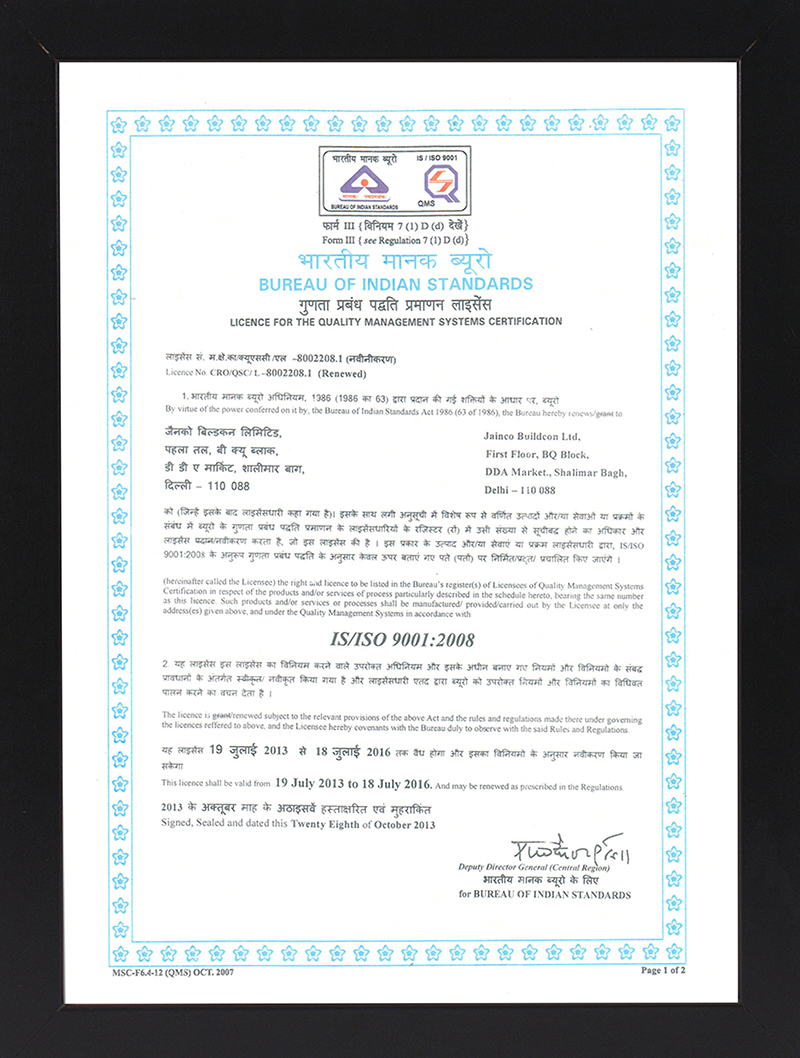 भारतीय मानक ब्यूरो
IS / ISO 9001
BUREAU OF INDIAN STANDARDS
QMS
फार्म III {विनियम 7 (1) D (d) देखें}
Form III { see Regulation 7 (1) D (d)}
भारतीय मानक ब्यूरो
BUREAU OF INDIAN STANDARDS
गुणता प्रबंध पद्वति प्रमाणन लाइसेंस
LICENCE FOR THE QUALITY MANAGEMENT SYSTEMS CERTIFICATION
लाइसेंस सं. म.क्षे.का/क्यूएससी /एल -8002208.1 (नवीनीकरण)
Licence No. CRO/QSC/ L -8002208.1 (Renewed)
1. भारतीय मानक ब्यूरो अधिनियम, 1986 (1986 का 63) द्वारा प्रदान की गई शक्तियों के आधार पर, ब्यूरो
By virtue of the power conferred on it by, the Bureau of Indian Standards Act 1986 (63 of 1986), the Bureau hereby renews/grant to
जैनको बिल्डकन लिमिटिड,
पहला तल, बी क्यू ब्लाक,
डी डी ए मार्किट, शालीमार बाग,
दिल्ली – 110 088
Jainco Buildcon Ltd,
First Floor, BQ Block,
DDA Market., Shalimar Bagh,
Delhi – 110 088
को (जिन्हें इसके बाद लाइसेंसधारी कहा गया है)। इसके साथ लगी अनुसूची में विशेष रूप से वर्णित उत्पादों और/या सेवाओं या प्रक्रमों के
संबंध में ब्यूरो के गुणता प्रबंध पद्वति प्रमाणन के लाइसेंसधारियों के रजिस्टर (रों) में उसी संख्या से सूचीबद्व होने का अधिकार और
लाइसेंस प्रदान/नवीकरण करता है, जो इस लाइसेंस की है । इस प्रकार के उत्पाद और/या सेवाएं या प्रक्रम लाइसेंसधारी द्वारा, IS/ISO
9001:2008 के अनुरूप गुणता प्रबंध पद्वति के अनुसार केवल उपर बताएं गए पते (पतों) पर निर्मित/प्रदत्त/ प्रचालित किए जाएंगे ।
(hereinafter called the Licensee) the right and licence to be listed in the Bureau's register(s) of Licensees of Quality Management Systems
Certification in respect of the products and/or services of process particularly described in the schedule hereto, bearing the same number
as this licence. Such products and/or services or processes shall be manufactured/ provided/carried out by the Licensee at only the
address(es) given above, and under the Quality Management Systems in accordance with
IS/ISO 9001:2008
2. यह लाइसेंस इस लाइसेंस का विनियम करने वाले उपरोक्त अधिनियम और इसके अधीन बनाए गए नियमों और विनियमों के संबद्व
प्रावधानों के अंतर्गत स्वीकृत/ नवीकृत किया गया है और लाइसेंसधारी एतद द्वारा ब्यूरो को उपरोक्त नियमों और विनियमों का विधिवत
पालन करने का वचन देता है ।
The licence is grant/renewed subject to the relevant provisions of the above Act and the rules and regulations made there under governing
the licences reffered to above, and the Licensee hereby covenants with the Bureau duly to observe with the said Rules and Regulations.
यह लाइसेंस 19 जुलाई 2013 से 18 जुलाई 2016 तक वैध होगा और इसका विनियमों के अनुसार नवीकरण किया जा
सकेगा
This licence shall be valid from 19 July 2013 to 18 July 2016. And may be renewed as prescribed in the Regulations.
2013 के अक्तूबर माह के अठाइसवें हस्ताक्षरित एवं मुहरांकित
Signed, Sealed and dated this Twenty Eighth of October 2013
Deputy Director General (Central Region)
भारतीय मानक ब्यूरो के लिए
for BUREAU OF INDIAN STANDARDS
MSC-F6.4-12 (QMS) OCT. 2007
Page 1 of 2